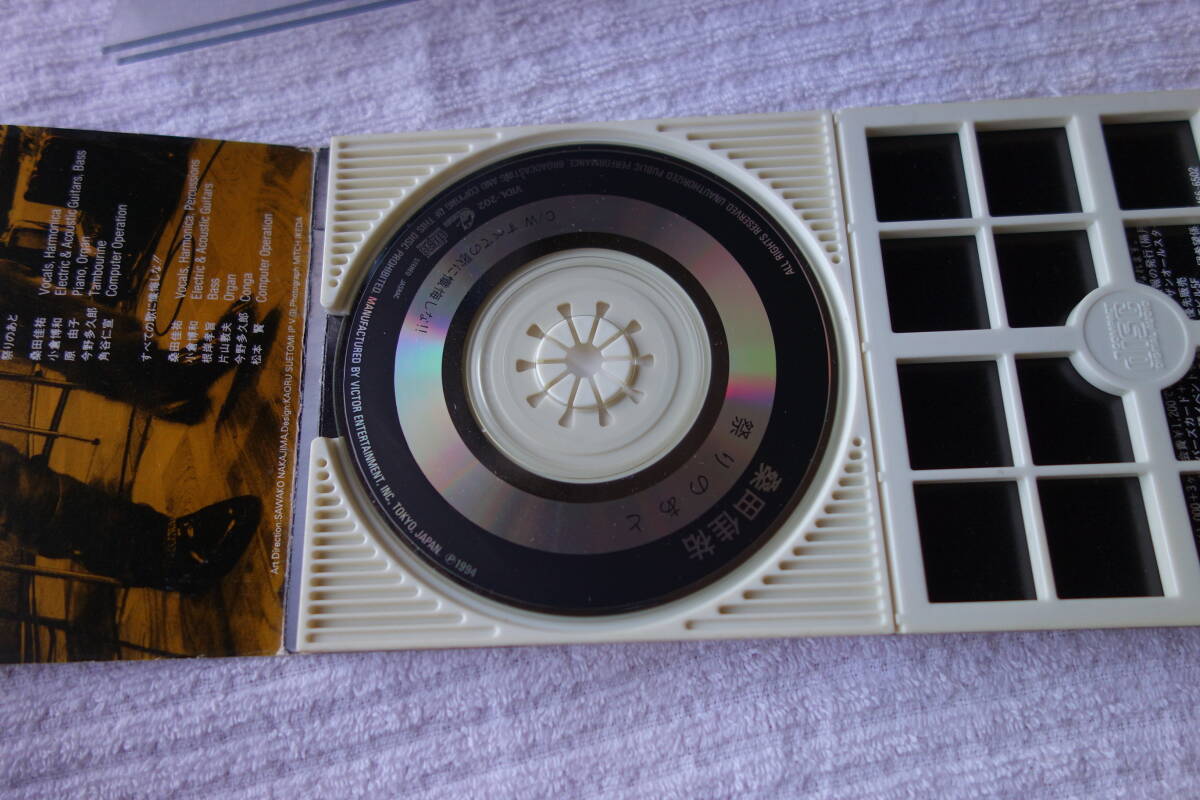 祭りのあと
桑田佳祐 Vocals, Harmonica
小倉博和 Electric & Acoustic Guitars, Bass
原 由子 Piano, Organ
今野多久郎 Tambourine
角谷仁宣 Computer Operation
すべての歌に懺悔しな!!
桑田佳祐 Vocals, Harmonica, Percussions
小倉博和 Electric & Acoustic Guitars
根岸孝旨 Bass
片山敦夫 Organ
今野多久郎 Conga
松本 賢 Computer Operation
Art Direction:SAWAKO NAKAJIMA,Design:KAORU SUETOMI (P.V.G),Photograph:MITCH IKEDA
ALL RIGHTS RESERVED UNAUTHORIZED PUBLIC PERFORMANCE BROADCASTING AND COPYING OF THIS DISC PROHIBITED. MANUFACTURED BY VICTOR ENTERTAINMENT, INC., TOKYO, JAPAN ℗1994
VIDL-202
STEREO JASRAC
C/W すべての歌に懺悔しな!!
祭りのあと
桑田佳祐